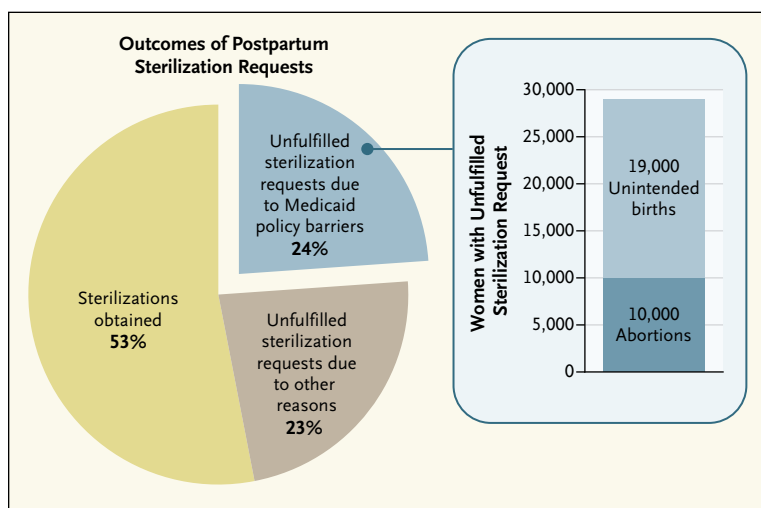 Outcomes of Postpartum
Sterilization Requests
Unfulfilled
sterilization
requests due
to Medicaid
policy barriers
24%
Sterilizations
obtained
53%
Unfulfilled
sterilization
requests due
to other
reasons
23%
Women with Unfulfilled
Sterilization Request
30,000
25,000
20,000
15,000
10,000
5,000
0
19,000
Unintended
births
10,000
Abortions